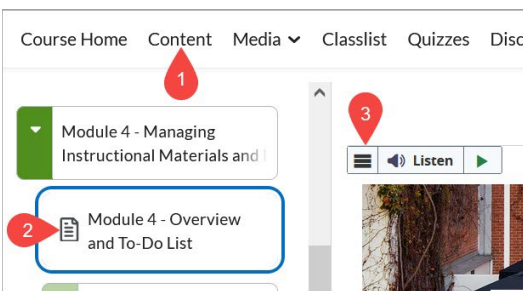 Course Home Content Media Classlist Quizzes Disc
1
Module 4 - Managing
Instructional Materials and
3
Listen
2
Module 4 - Overview
and To-Do List